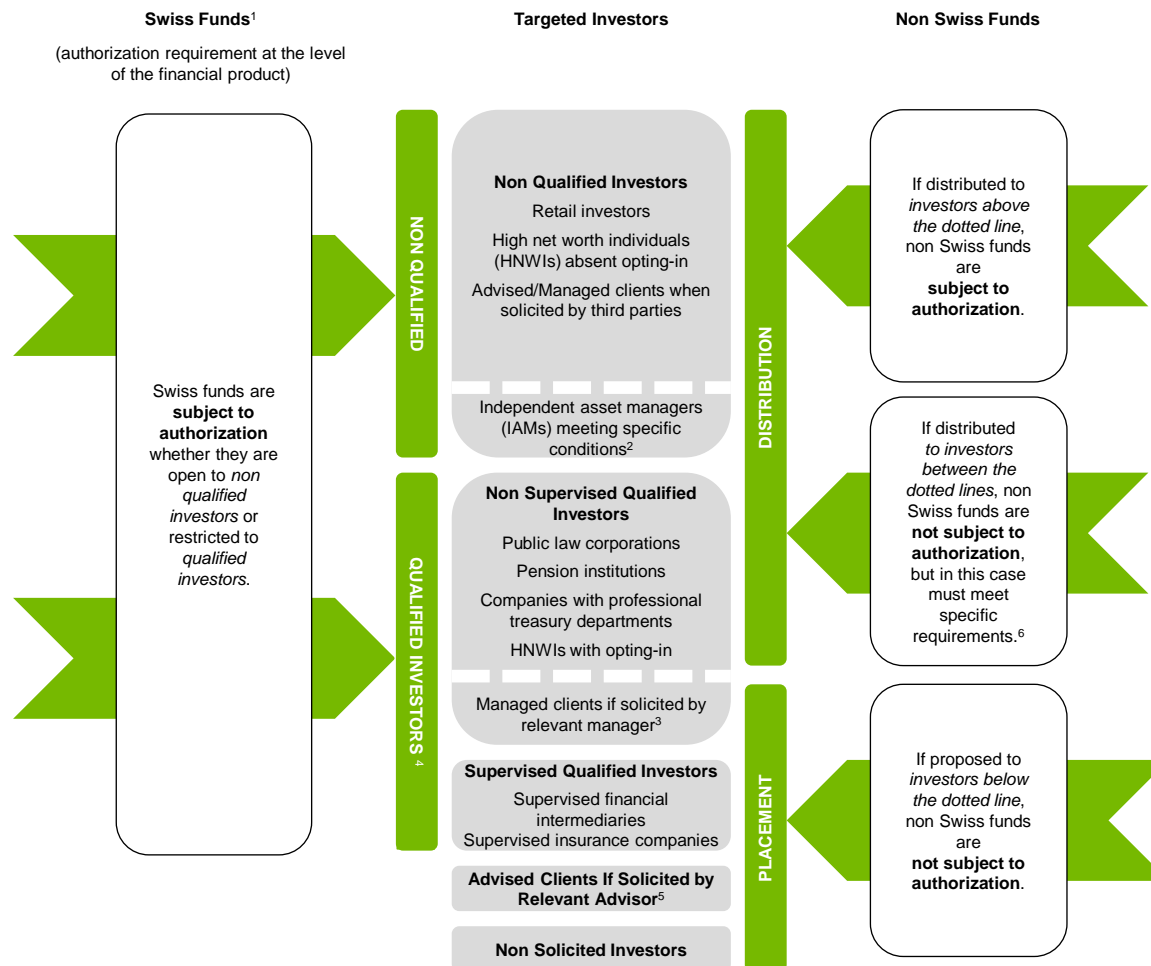 Swiss Funds¹
(authorization requirement at the level
of the financial product)
Swiss funds are
subject to
authorization
whether they are
open to non
qualified
investors or
restricted to
qualified
investors.
NON QUALIFIED
QUALIFIED INVESTORS ⁴
Targeted Investors
Non Qualified Investors
Retail investors
High net worth individuals
(HNWIs) absent opting-in
Advised/Managed clients when
solicited by third parties
Independent asset managers
(IAMs) meeting specific
conditions²
Non Supervised Qualified
Investors
Public law corporations
Pension institutions
Companies with professional
treasury departments
HNWIs with opting-in
Managed clients if solicited by
relevant manager³
Supervised Qualified Investors
Supervised financial
intermediaries
Supervised insurance companies
Advised Clients If Solicited by
Relevant Advisor⁵
Non Solicited Investors
DISTRIBUTION
PLACEMENT
Non Swiss Funds
If distributed to
investors above
the dotted line,
non Swiss funds
are
subject to
authorization.
If distributed
to investors
between the
dotted lines, non
Swiss funds are
not subject to
authorization,
but in this case
must meet
specific
requirements.⁶
If proposed to
investors below
the dotted line,
non Swiss funds
are
not subject to
authorization.